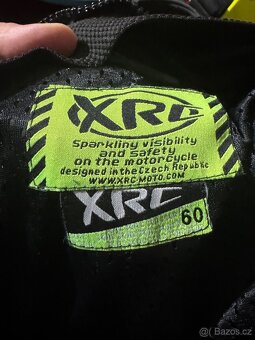 XRC
Sparkling visibility
and safety
on the motorcycle
designed in the Czech Republic
WWW.XRC-MOTO.COM
XRC
60
Bazos.cz